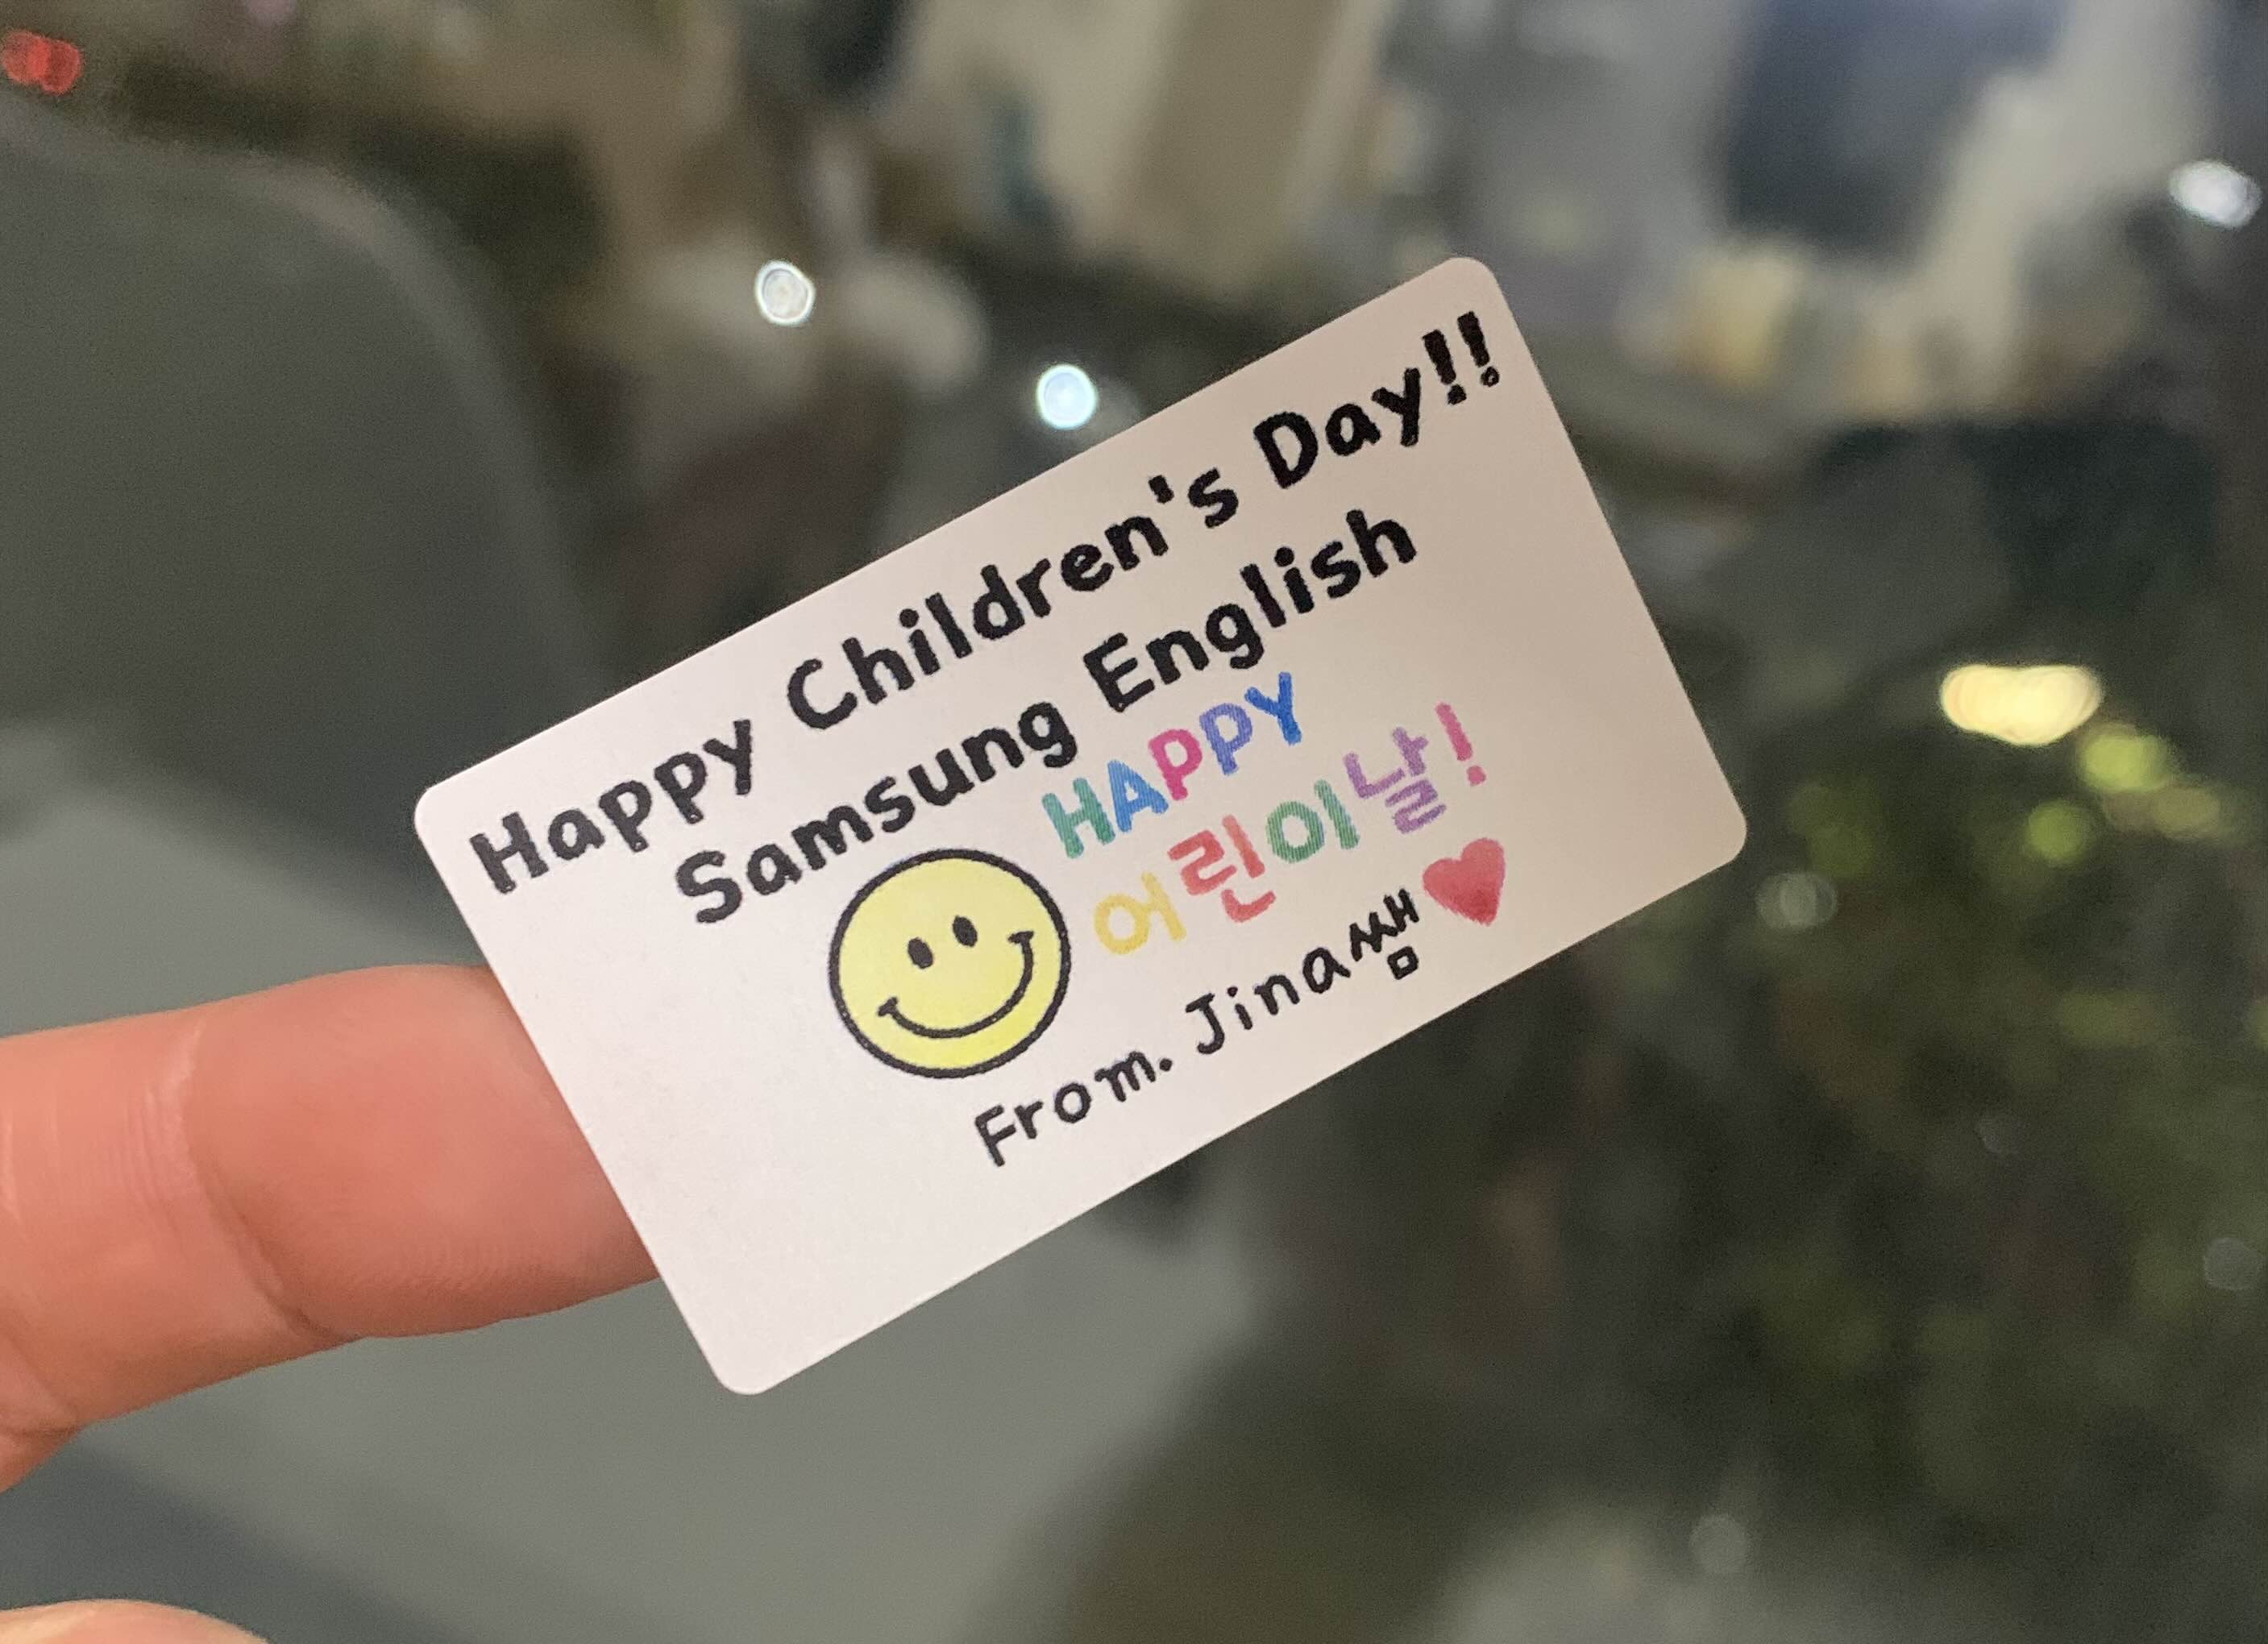 Happy Children's Day!!
Samsung English
HAPPY
어린이날!
From. Jina쌤